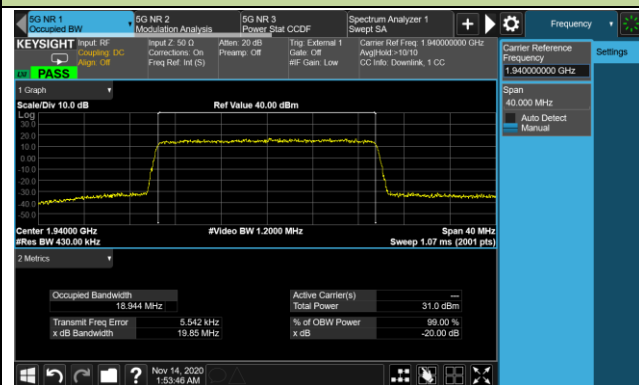 5G NR 1
Occupied BW
5G NR 2
Modulation Analysis
5G NR 3
Power Stat CCDF
Spectrum Analyzer 1
Swept SA
Frequency
KEYSIGHT
Input: RF
Coupling: DC
Align: Off
Input Z: 50 Ω
Corrections: On
Freq Ref: Int (S)
Atten: 20 dB
Preamp: Off
Trig: External 1
Gate: Off
#IF Gain: Low
Carrier Ref Freq: 1.940000000 GHz
Avg|Hold:>10/10
CC Info: Downlink, 1 CC
PASS
Carrier Reference
Frequency
1.940000000 GHz
Settings
Span
40.000 MHz
Auto Detect
Manual
1 Graph
Scale/Div 10.0 dB
Ref Value 40.00 dBm
Log
30.0
20.0
10.0
0.00
-10.0
-20.0
-30.0
-40.0
-50.0
Center 1.94000 GHz
#Video BW 1.2000 MHz
Span 40 MHz
#Res BW 430.00 kHz
Sweep 1.07 ms (2001 pts)
2 Metrics
Occupied Bandwidth
18.944 MHz
Active Carrier(s)
---
Total Power
31.0 dBm
Transmit Freq Error
5.542 kHz
% of OBW Power
99.00 %
x dB Bandwidth
19.85 MHz
x dB
-20.00 dB
?
Nov 14, 2020
1:53:46 AM